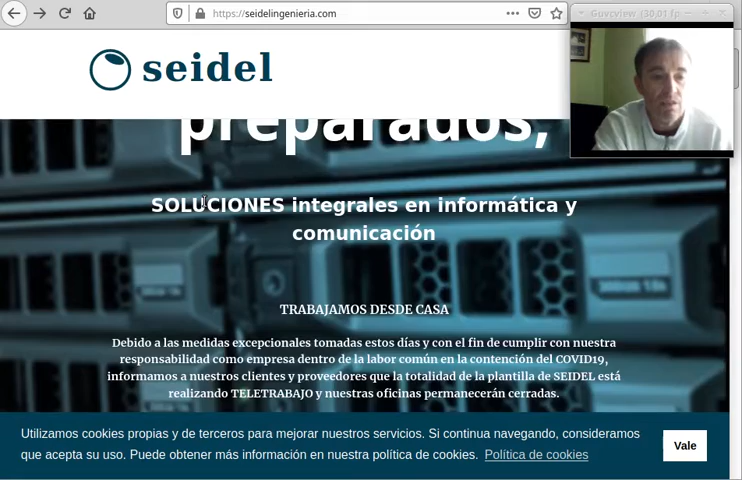 https://seidelingenieria.com
Guvcview (30,01 fp
seidel
preparados,
SOLUCIONES integrales en informática y
comunicación
TRABAJAMOS DESDE CASA
Debido a las medidas excepcionales tomadas estos días y con el fin de cumplir con nuestra
responsabilidad como empresa dentro de la labor común en la contención del COVID19,
informamos a nuestros clientes y proveedores que la totalidad de la plantilla de SEIDEL está
realizando TELETRABAJO y nuestras oficinas permanecerán cerradas.
Utilizamos cookies propias y de terceros para mejorar nuestros servicios. Si continua navegando, consideramos
que acepta su uso. Puede obtener más información en nuestra política de cookies. Política de cookies
Vale